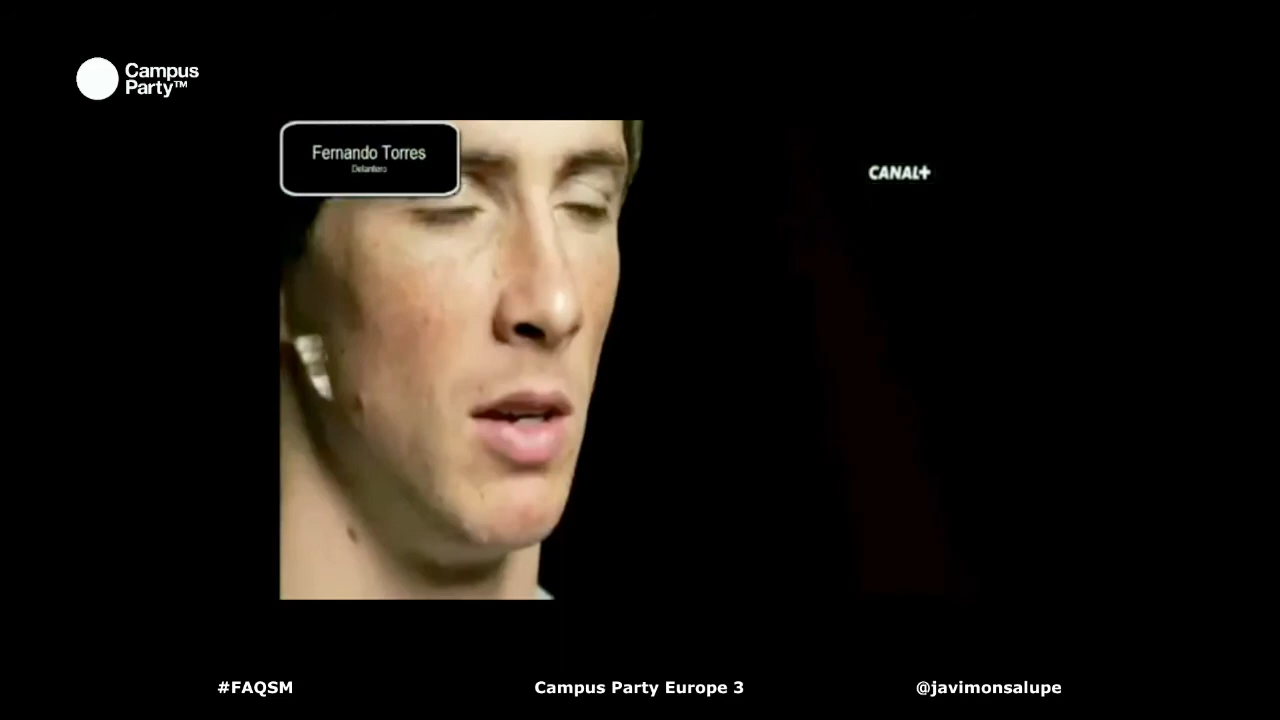 Campus
Party™
Fernando Torres
Delantero
CANAL+
#FAQSM
Campus Party Europe 3
@javimonsalupe